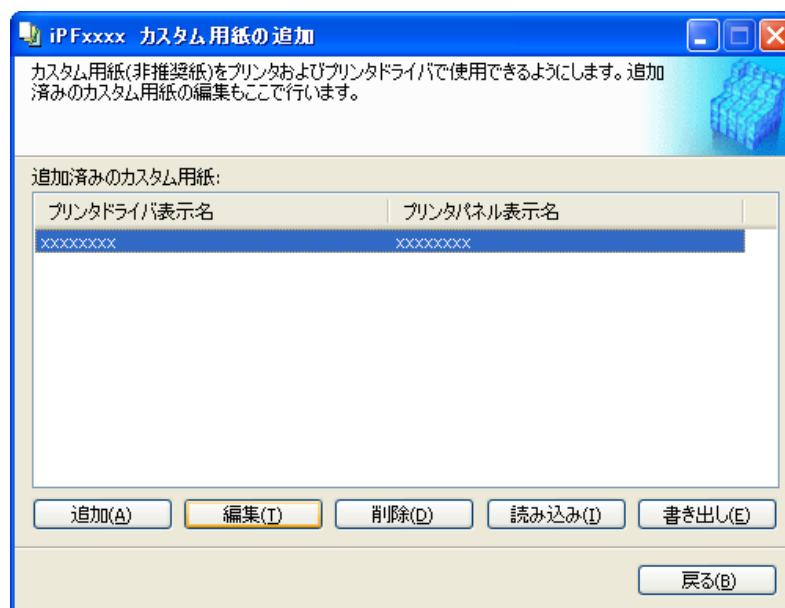 iPFxxxx カスタム用紙の追加
カスタム用紙(非推奨紙)をプリンタおよびプリンタドライバで使用できるようにします。追加
済みのカスタム用紙の編集もここで行います。
追加済みのカスタム用紙:
プリンタドライバ表示名 プリンタパネル表示名
xxxxxxxx xxxxxxxx
追加(A) 編集(T) 削除(D) 読み込み(I) 書き出し(E)
戻る(B)